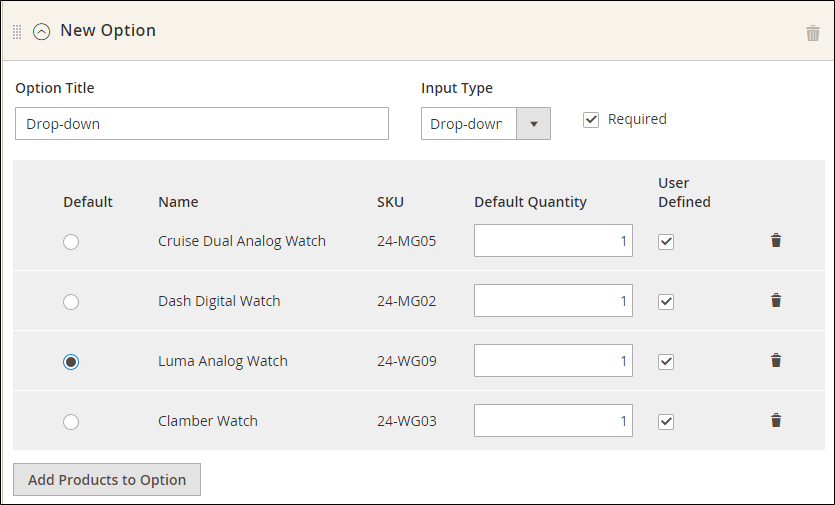 New Option
Option Title
Input Type
Drop-down
Drop-down
Required
Default
Name
SKU
Default Quantity
User
Defined
Cruise Dual Analog Watch 24-MG05 1
Dash Digital Watch 24-MG02 1
Luma Analog Watch 24-WG09 1
Clamber Watch 24-WG03 1
Add Products to Option